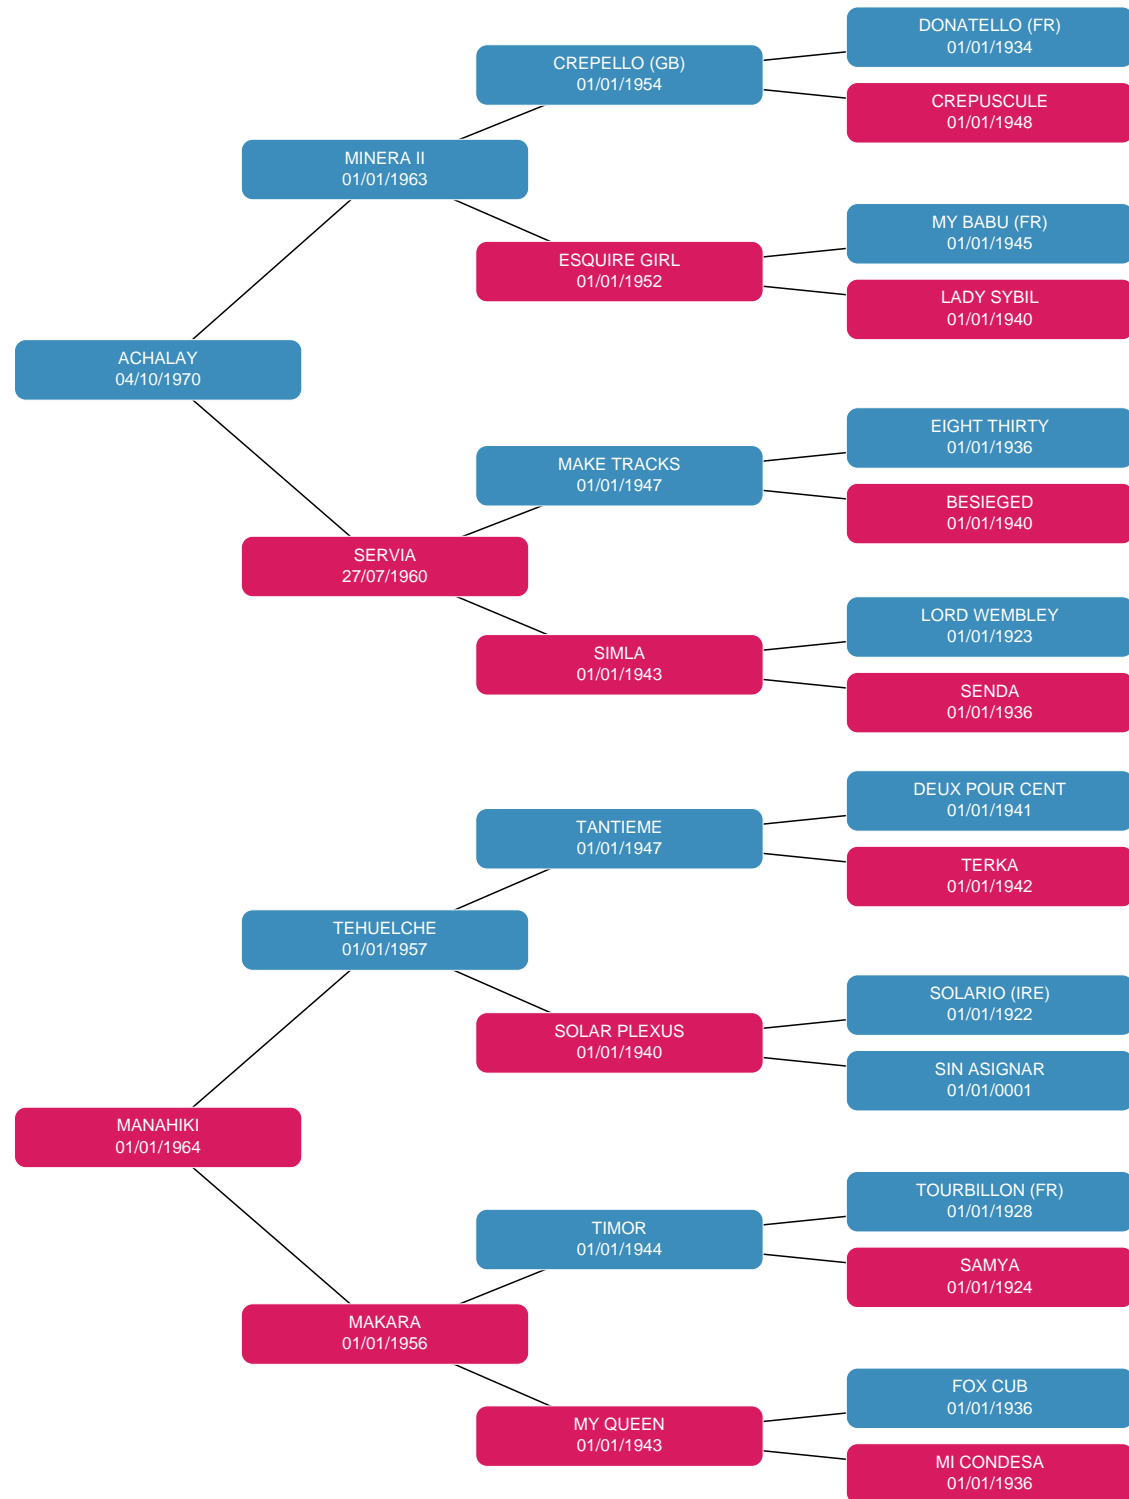 DONATELLO (FR)
01/01/1934
CREPELLO (GB)
01/01/1954
CREPUSCULE
01/01/1948
MINERA II
01/01/1963
MY BABU (FR)
01/01/1945
ESQUIRE GIRL
01/01/1952
LADY SYBIL
01/01/1940
ACHALAY
04/10/1970
EIGHT THIRTY
01/01/1936
MAKE TRACKS
01/01/1947
BESIEGED
01/01/1940
SERVIA
27/07/1960
LORD WEMBLEY
01/01/1923
SIMLA
01/01/1943
SENDA
01/01/1936
DEUX POUR CENT
01/01/1941
TANTIEME
01/01/1947
TERKA
01/01/1942
TEHUELCHE
01/01/1957
SOLARIO (IRE)
01/01/1922
SOLAR PLEXUS
01/01/1940
SIN ASIGNAR
01/01/0001
MANAHIKI
01/01/1964
TOURBILLON (FR)
01/01/1928
TIMOR
01/01/1944
SAMYA
01/01/1924
MAKARA
01/01/1956
FOX CUB
01/01/1936
MY QUEEN
01/01/1943
MI CONDESA
01/01/1936